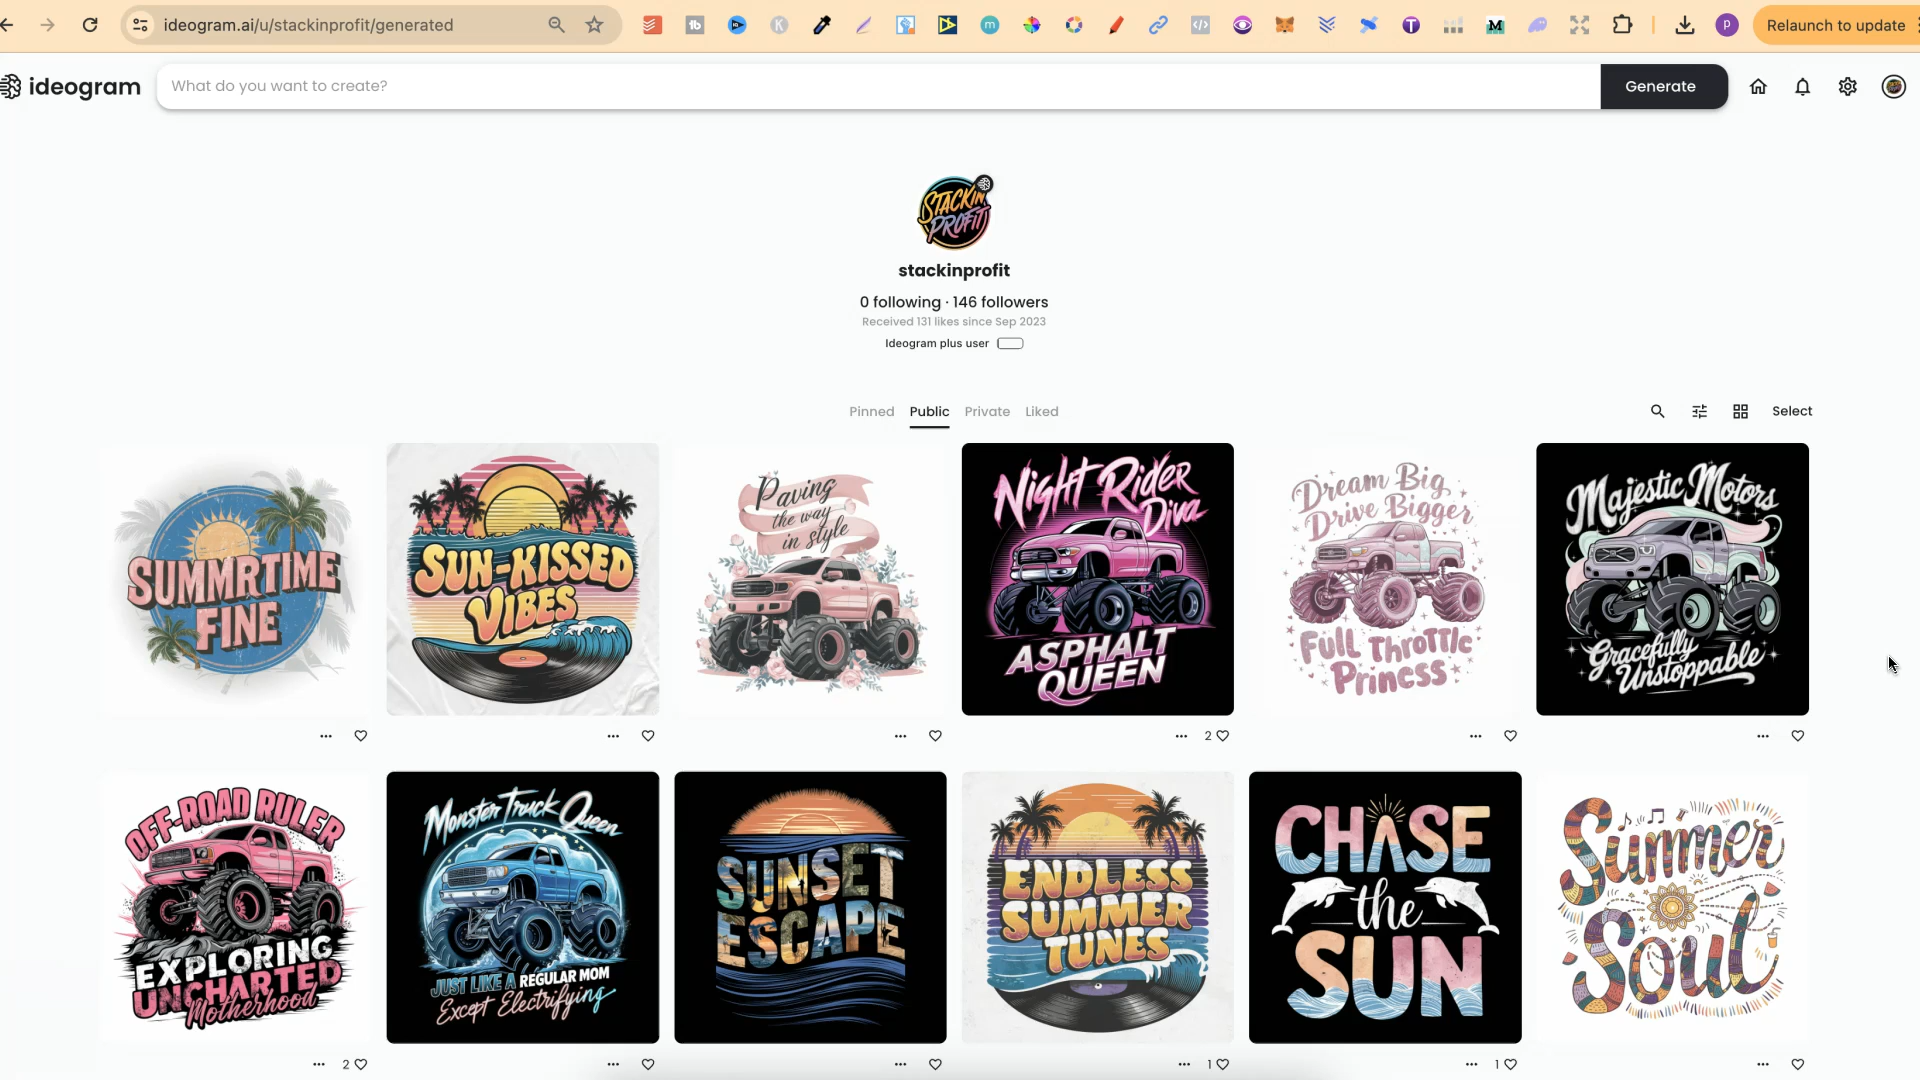 ideogram.ai/u/stackinprofit/generated
Relaunch to update
ideogram
What do you want to create?
Generate
STACKIN
PROFIT
stackinprofit
0 following · 146 followers
Received 131 likes since Sep 2023
Ideogram plus user
Pinned Public Private Liked
Select
SUMMRTIME
FINE
SUN-KISSED
VIBES
Paving
the way
in style
Night Rider
Diva
ASPHALT
QUEEN
Dream Big
Drive Bigger
Full Throttle
Princess
Majestic Motors
Gracefully
Unstoppable
2
OFF-ROAD RULER
EXPLORING
UNCHARTED
Motherhood
Monster Truck Queen
JUST LIKE A REGULAR MOM
Except Electrifying
SUNSET
ESCAPE
ENDLESS
SUMMER
TUNES
CHASE
the
SUN
Summer
Soul
2
1
1